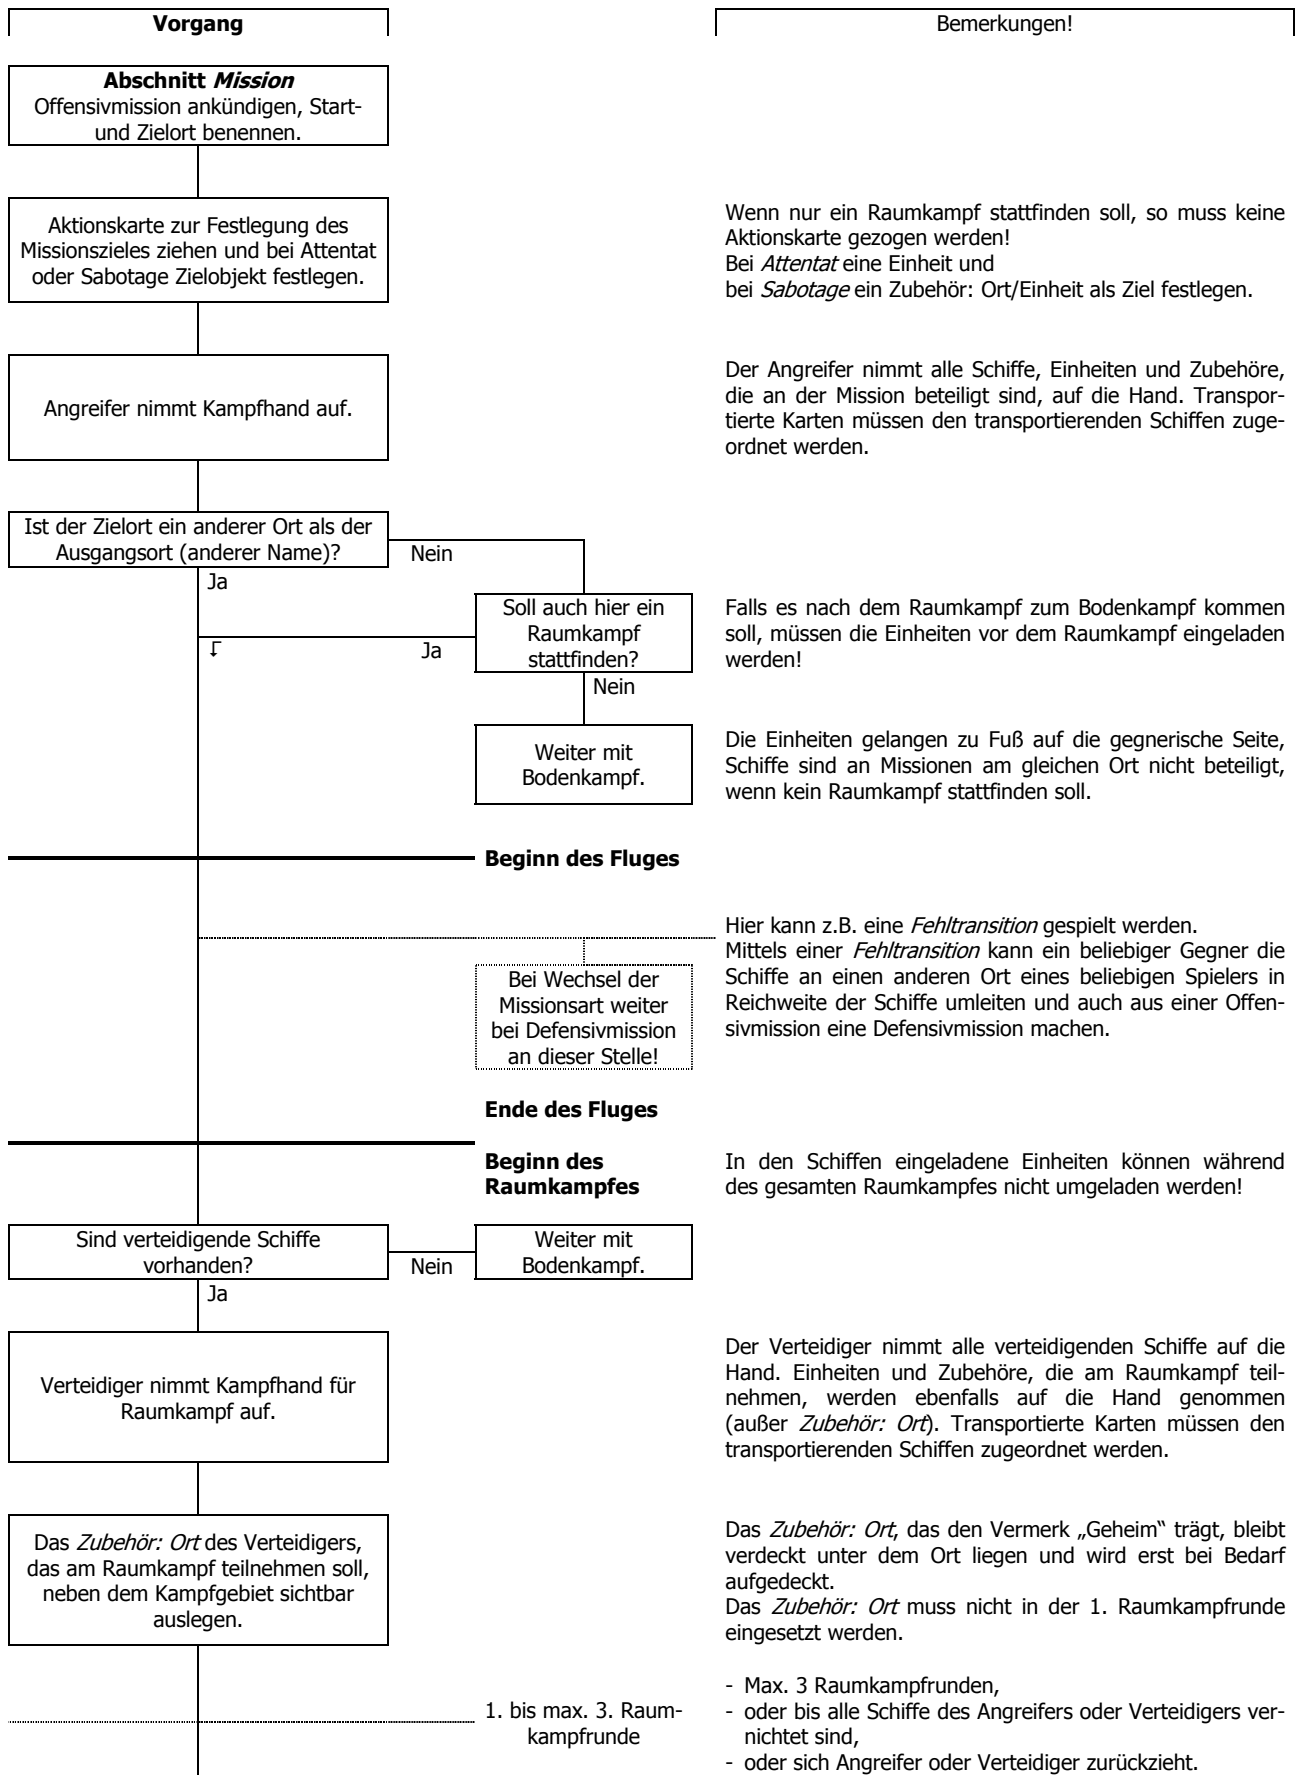 Vorgang
Bemerkungen!
Abschnitt Mission
Offensivmission ankündigen, Start-
und Zielort benennen.
Aktionskarte zur Festlegung des
Missionszieles ziehen und bei Attentat
oder Sabotage Zielobjekt festlegen.
Wenn nur ein Raumkampf stattfinden soll, so muss keine
Aktionskarte gezogen werden!
Bei Attentat eine Einheit und
bei Sabotage ein Zubehör: Ort/Einheit als Ziel festlegen.
Angreifer nimmt Kampfhand auf.
Der Angreifer nimmt alle Schiffe, Einheiten und Zubehöre,
die an der Mission beteiligt sind, auf die Hand. Transpor-
tierte Karten müssen den transportierenden Schiffen zuge-
ordnet werden.
Ist der Zielort ein anderer Ort als der
Ausgangsort (anderer Name)?
Nein
Ja
Soll auch hier ein
Raumkampf
stattfinden?
Ja
Nein
Falls es nach dem Raumkampf zum Bodenkampf kommen
soll, müssen die Einheiten vor dem Raumkampf eingeladen
werden!
Weiter mit
Bodenkampf.
Die Einheiten gelangen zu Fuß auf die gegnerische Seite,
Schiffe sind an Missionen am gleichen Ort nicht beteiligt,
wenn kein Raumkampf stattfinden soll.
Beginn des Fluges
Hier kann z.B. eine Fehltransition gespielt werden.
Mittels einer Fehltransition kann ein beliebiger Gegner die
Schiffe an einen anderen Ort eines beliebigen Spielers in
Reichweite der Schiffe umleiten und auch aus einer Offen-
sivmission eine Defensivmission machen.
Bei Wechsel der
Missionsart weiter
bei Defensivmission
an dieser Stelle!
Ende des Fluges
Beginn des
Raumkampfes
In den Schiffen eingeladene Einheiten können während
des gesamten Raumkampfes nicht umgeladen werden!
Sind verteidigende Schiffe
vorhanden?
Nein
Weiter mit
Bodenkampf.
Ja
Verteidiger nimmt Kampfhand für
Raumkampf auf.
Der Verteidiger nimmt alle verteidigenden Schiffe auf die
Hand. Einheiten und Zubehöre, die am Raumkampf teil-
nehmen, werden ebenfalls auf die Hand genommen
(außer Zubehör: Ort). Transportierte Karten müssen den
transportierenden Schiffen zugeordnet werden.
Das Zubehör: Ort des Verteidigers,
das am Raumkampf teilnehmen soll,
neben dem Kampfgebiet sichtbar
auslegen.
Das Zubehör: Ort, das den Vermerk „Geheim“ trägt, bleibt
verdeckt unter dem Ort liegen und wird erst bei Bedarf
aufgedeckt.
Das Zubehör: Ort muss nicht in der 1. Raumkampfrunde
eingesetzt werden.
1. bis max. 3. Raum-
kampfrunde
- Max. 3 Raumkampfrunden,
- oder bis alle Schiffe des Angreifers oder Verteidigers ver-
nichtet sind,
- oder sich Angreifer oder Verteidiger zurückzieht.